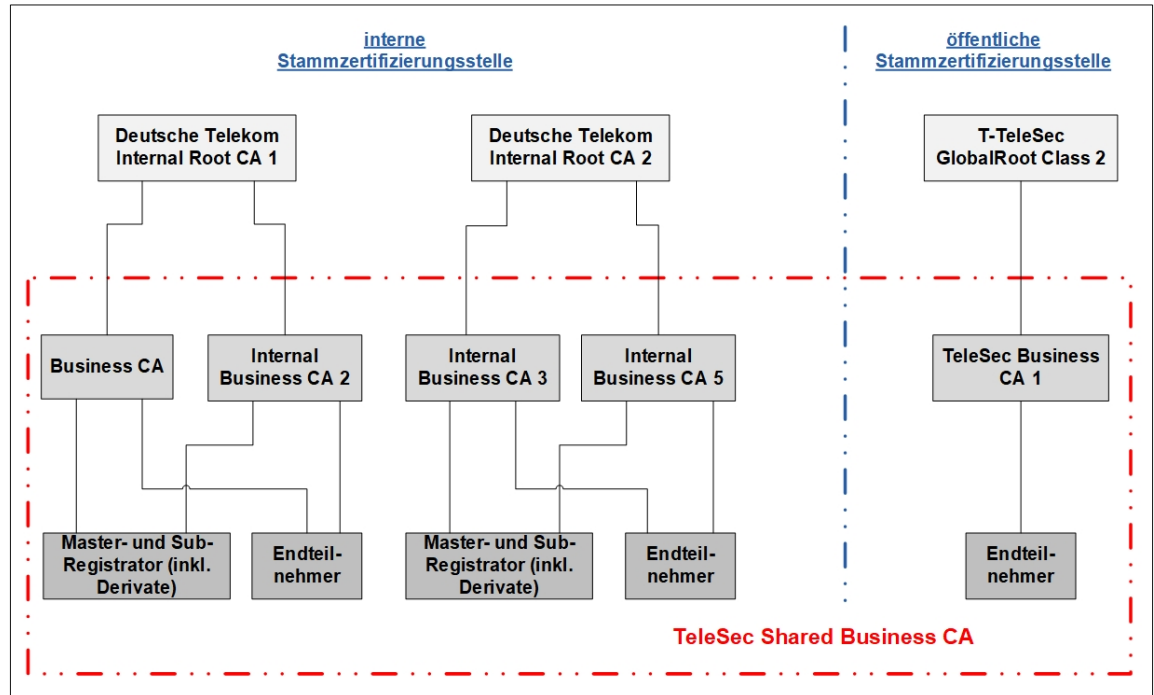 interne
Stammzertifizierungsstelle
öffentliche
Stammzertifizierungsstelle
Deutsche Telekom
Internal Root CA 1
Deutsche Telekom
Internal Root CA 2
T-TeleSec
GlobalRoot Class 2
Business CA
Internal
Business CA 2
Internal
Business CA 3
Internal
Business CA 5
TeleSec Business
CA 1
Master- und Sub-
Registrator (inkl.
Derivate)
Endteil-
nehmer
Master- und Sub-
Registrator (inkl.
Derivate)
Endteil-
nehmer
Endteil-
nehmer
TeleSec Shared Business CA